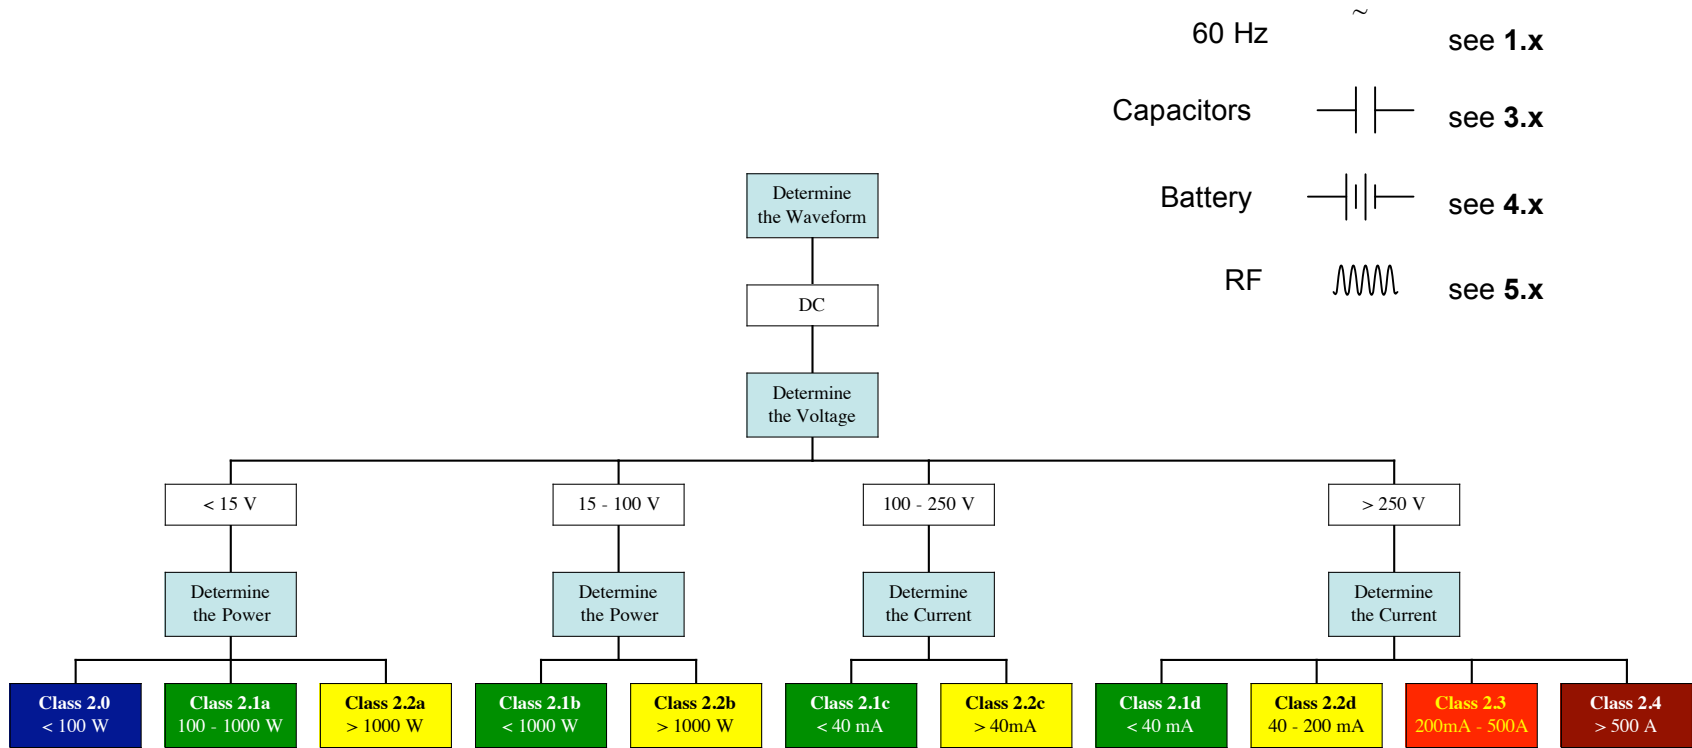 60 Hz ~ see 1.x
Capacitors see 3.x
Battery see 4.x
RF see 5.x
Determine
the Waveform
DC
Determine
the Voltage
< 15 V
15 - 100 V
100 - 250 V
> 250 V
Determine
the Power
Determine
the Power
Determine
the Current
Determine
the Current
Class 2.0
< 100 W
Class 2.1a
100 - 1000 W
Class 2.2a
> 1000 W
Class 2.1b
< 1000 W
Class 2.2b
> 1000 W
Class 2.1c
< 40 mA
Class 2.2c
> 40mA
Class 2.1d
< 40 mA
Class 2.2d
40 - 200 mA
Class 2.3
200mA - 500A
Class 2.4
> 500 A